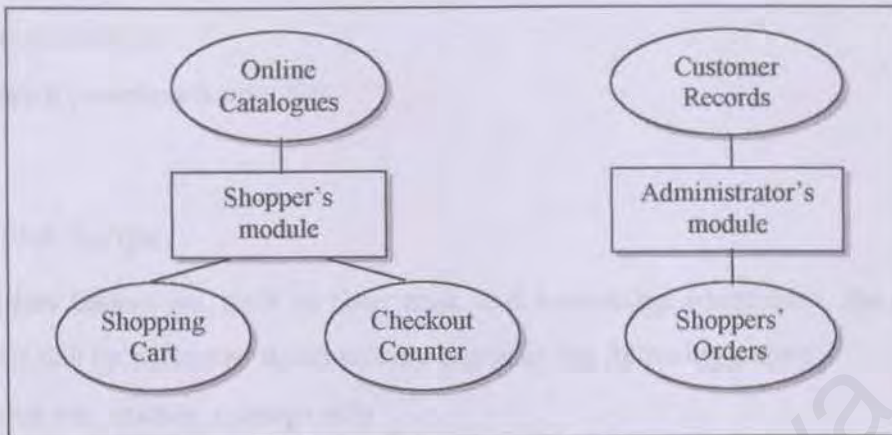 Online
Catalogues
Customer
Records
Shopper's
module
Administrator's
module
Shopping
Cart
Checkout
Counter
Shoppers'
Orders